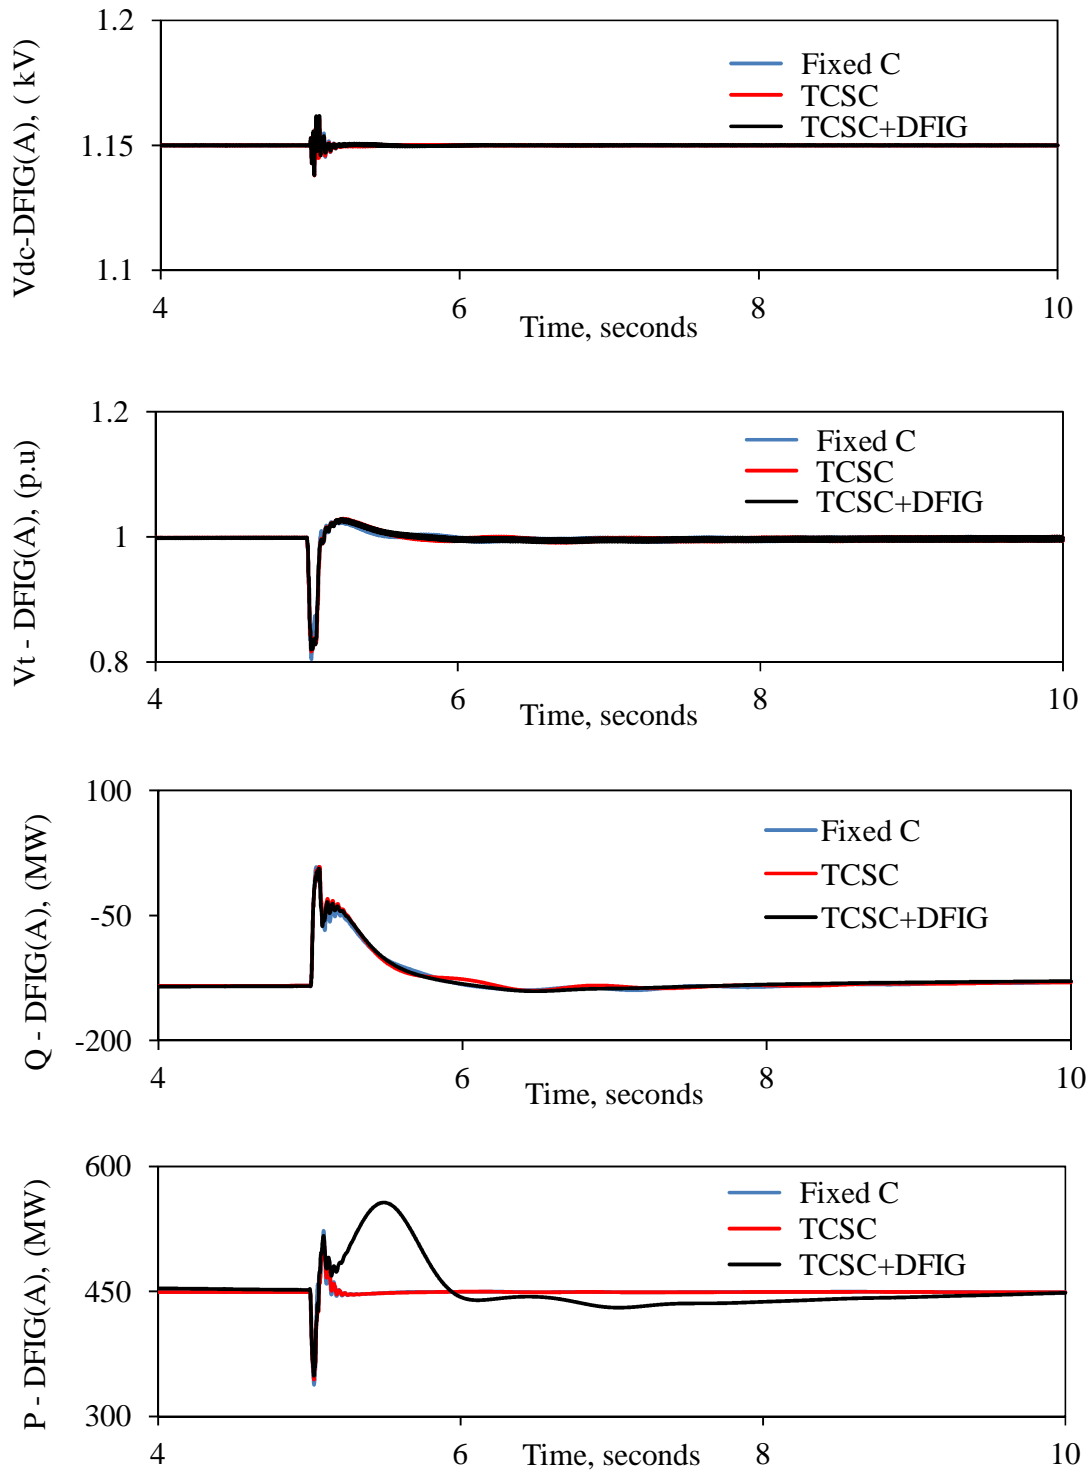 1.2
1.15
1.1
Vdc-DFIG(A), ( kV)
Fixed C
TCSC
TCSC+DFIG
4 6 8 10
Time, seconds
1.2
1
0.8
Vt - DFIG(A), (p.u)
Fixed C
TCSC
TCSC+DFIG
4 6 8 10
Time, seconds
100
-50
-200
Q - DFIG(A), (MW)
Fixed C
TCSC
TCSC+DFIG
4 6 8 10
Time, seconds
600
450
300
P - DFIG(A), (MW)
Fixed C
TCSC
TCSC+DFIG
4 6 8 10
Time, seconds